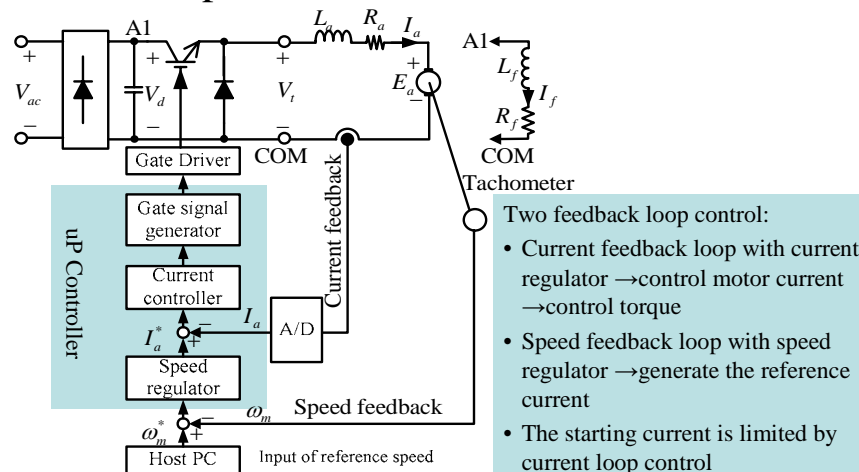 A1
L_a
R_a
I_a
+
+
+
+
V_ac
V_d
V_t
E_a
−
−
−
−
A1
L_f
I_f
R_f
COM
COM
Gate Driver
Tachometer
Gate signal
generator
Current
controller
uP Controller
Current feedback
I_a
A/D
I_a^*
−
+
Speed
regulator
Speed feedback
ω_m
ω_m^*
−
+
Host PC
Input of reference speed
Two feedback loop control:
• Current feedback loop with current
regulator →control motor current
→control torque
• Speed feedback loop with speed
regulator →generate the reference
current
• The starting current is limited by
current loop control